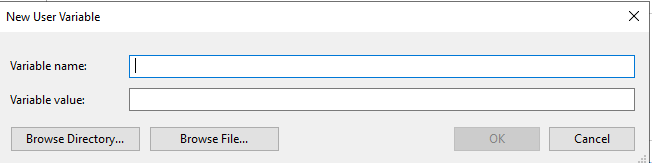 New User Variable
Variable name:
Variable value:
Browse Directory... Browse File... OK Cancel